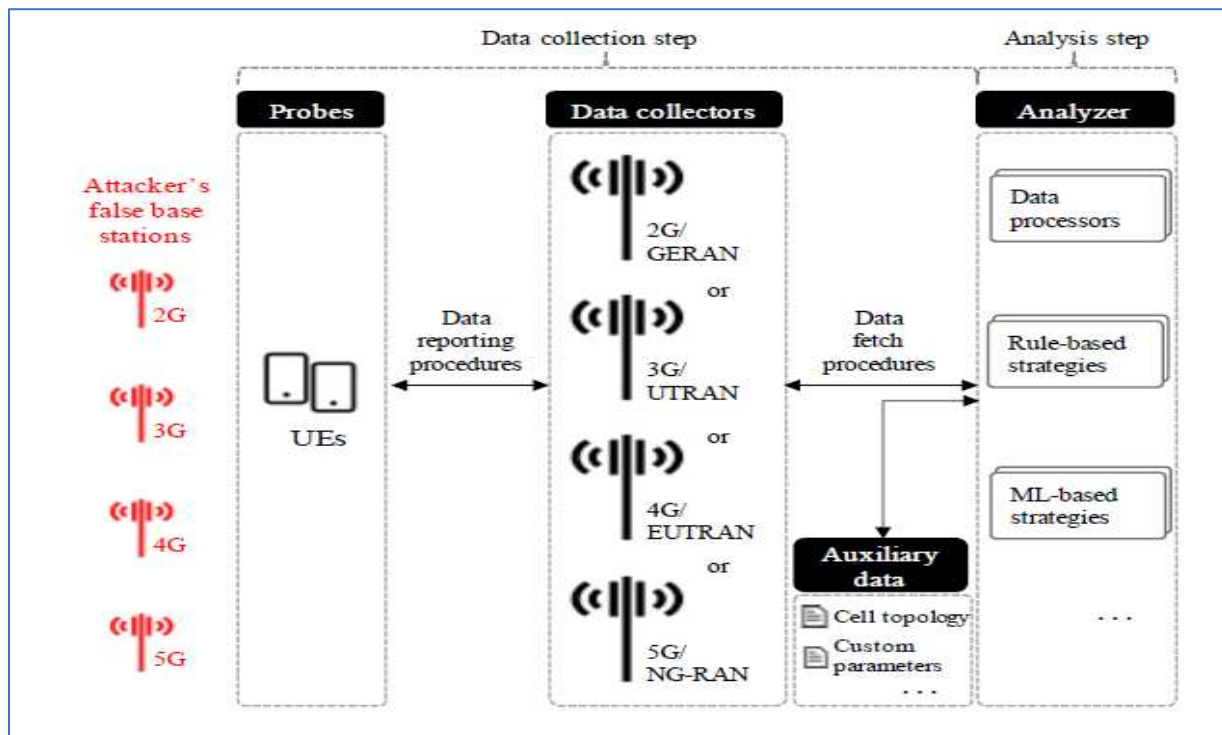 Data collection step
Analysis step
Probes
Data collectors
Analyzer
Attacker's
false base
stations
2G
3G
4G
5G
UEs
Data
reporting
procedures
2G/
GERAN
or
3G/
UTRAN
or
4G/
EUTRAN
or
5G/
NG-RAN
Data
fetch
procedures
Auxiliary
data
Cell topology
Custom
parameters
...
Data
processors
Rule-based
strategies
ML-based
strategies
...